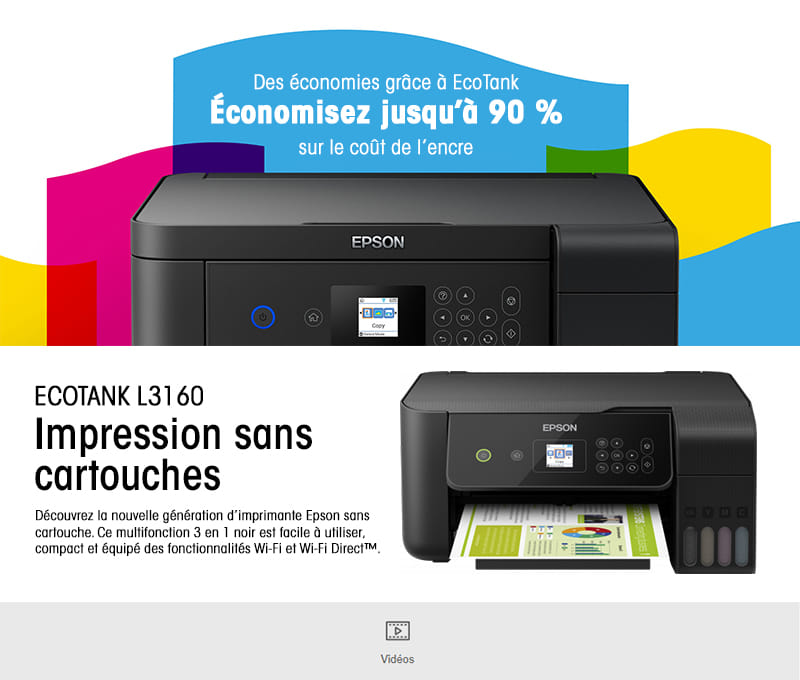 Des économies grâce à EcoTank
Économisez jusqu'à 90 %
sur le coût de l'encre
EPSON
OK
Copy
ECOTANK L3160
Impression sans
cartouches
Découvrez la nouvelle génération d'imprimante Epson sans
cartouche. Ce multifonction 3 en 1 noir est facile à utiliser,
compact et équipé des fonctionnalités Wi-Fi et Wi-Fi Direct™.
EPSON
Vidéos